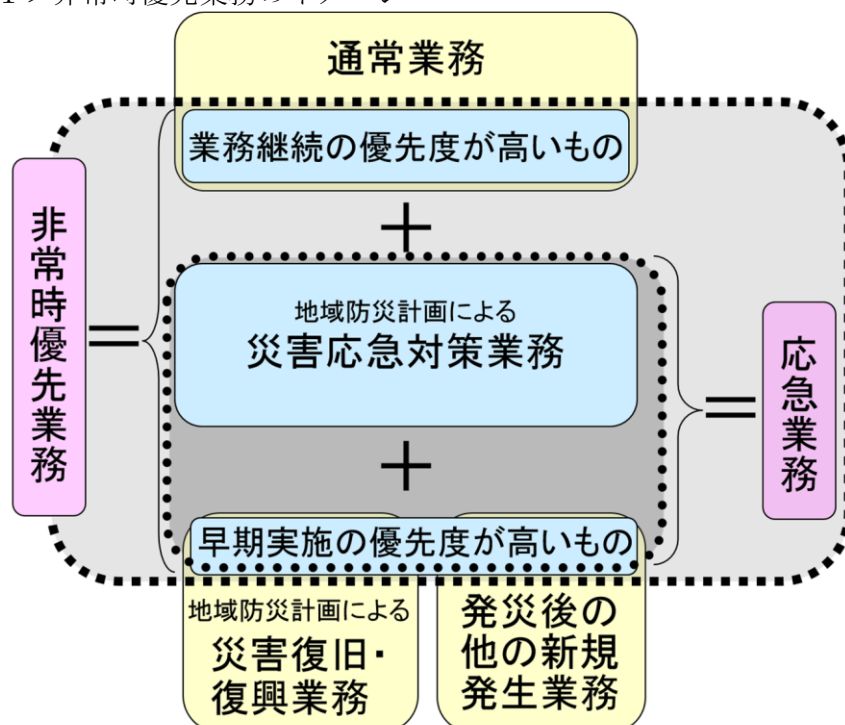 通常業務
業務継続の優先度が高いもの
＋
非常時優先業務
＝
地域防災計画による
災害応急対策業務
＝
応急業務
＋
早期実施の優先度が高いもの
地域防災計画による
災害復旧・
復興業務
発災後の
他の新規
発生業務